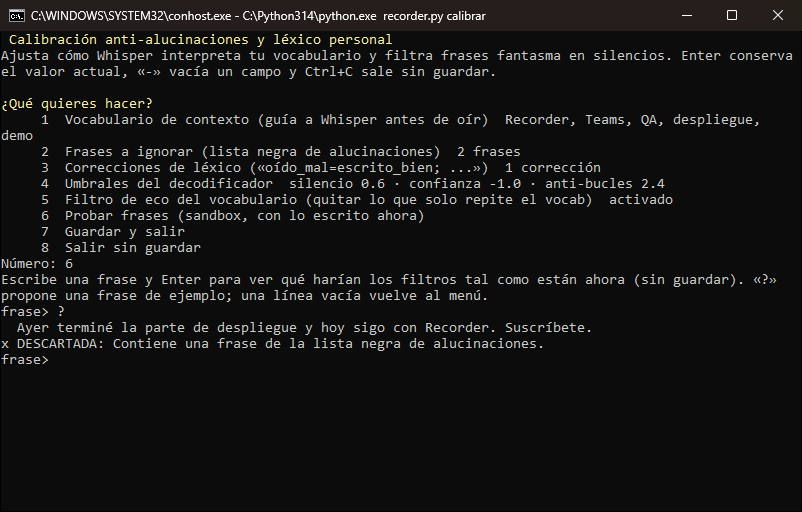 C:\WINDOWS\SYSTEM32\conhost.exe - C:\Python314\python.exe recorder.py calibrar
Calibración anti-alucinaciones y léxico personal
Ajusta cómo Whisper interpreta tu vocabulario y filtra frases fantasma en silencios. Enter conserva
el valor actual, «-» vacía un campo y Ctrl+C sale sin guardar.
¿Qué quieres hacer?
1 Vocabulario de contexto (guía a Whisper antes de oír) Recorder, Teams, QA, despliegue,
demo
2 Frases a ignorar (lista negra de alucinaciones) 2 frases
3 Correcciones de léxico («oído_mal=escrito_bien; ...») 1 corrección
4 Umbrales del decodificador silencio 0.6 · confianza -1.0 · anti-bucles 2.4
5 Filtro de eco del vocabulario (quitar lo que solo repite el vocab) activado
6 Probar frases (sandbox, con lo escrito ahora)
7 Guardar y salir
8 Salir sin guardar
Número: 6
Escribe una frase y Enter para ver qué harían los filtros tal como están ahora (sin guardar). «?»
propone una frase de ejemplo; una línea vacía vuelve al menú.
frase> ?
Ayer terminé la parte de despliegue y hoy sigo con Recorder. Suscríbete.
x DESCARTADA: Contiene una frase de la lista negra de alucinaciones.
frase>